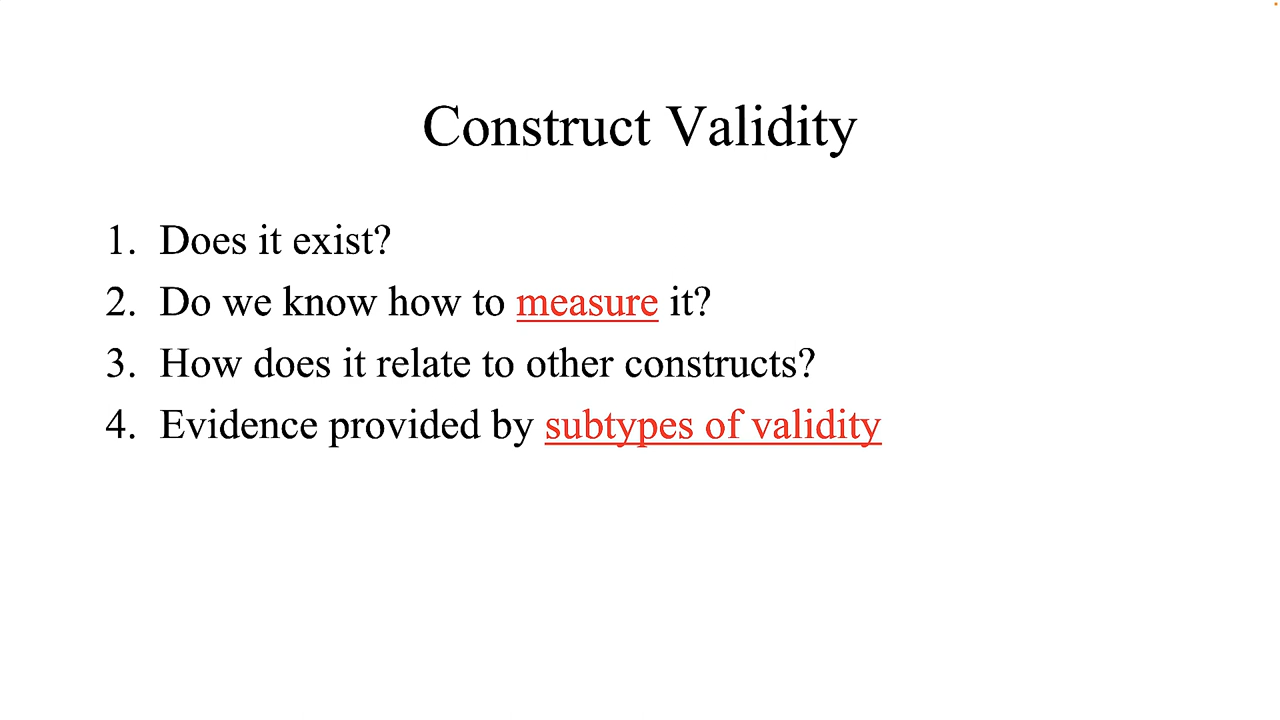 Construct Validity
1. Does it exist?
2. Do we know how to measure it?
3. How does it relate to other constructs?
4. Evidence provided by subtypes of validity